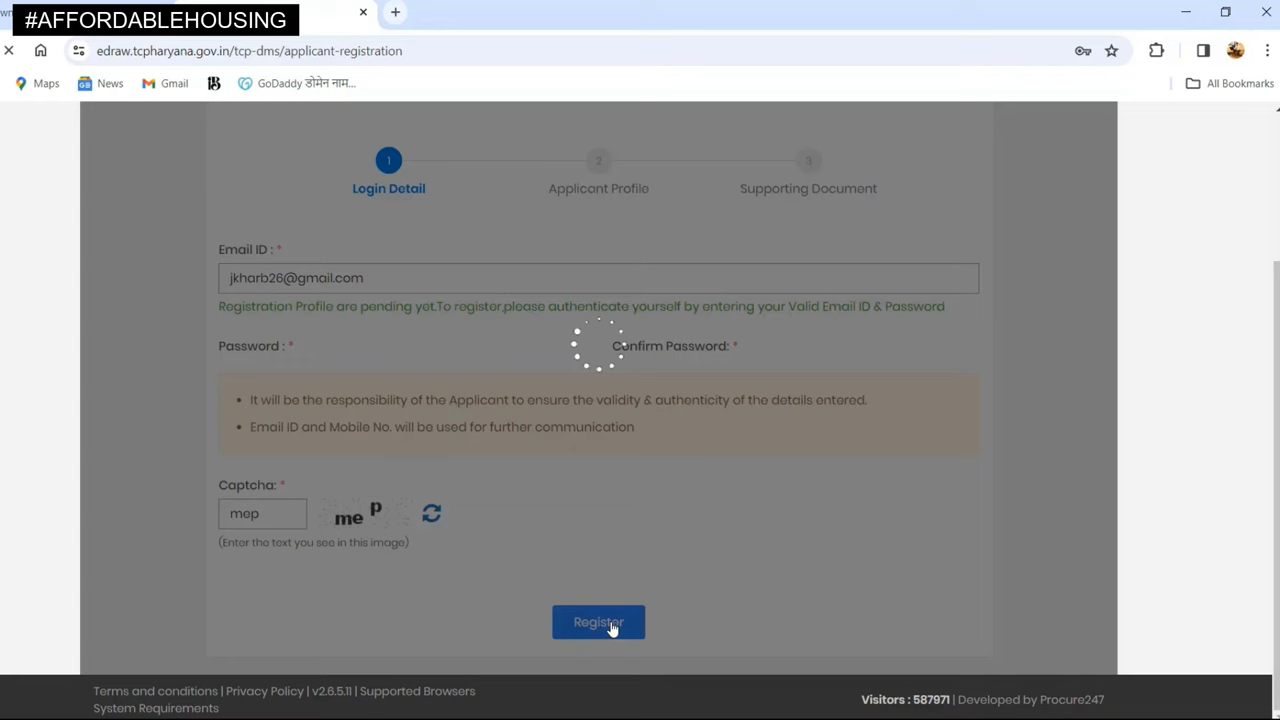 #AFFORDABLEHOUSING
edraw.tcpharyana.gov.in/tcp-dms/applicant-registration
Maps News Gmail GoDaddy डोमेन नाम... All Bookmarks
1 2 3
Login Detail Applicant Profile Supporting Document
Email ID : *
jkharb26@gmail.com
Registration Profile are pending yet.To register,please authenticate yourself by entering your Valid Email ID & Password
Password : * Confirm Password: *
It will be the responsibility of the Applicant to ensure the validity & authenticity of the details entered.
Email ID and Mobile No. will be used for further communication
Captcha: *
mep me p
(Enter the text you see in this image)
Register
Terms and conditions | Privacy Policy | v2.6.5.11 | Supported Browsers
Visitors : 587971 | Developed by Procure247
System Requirements